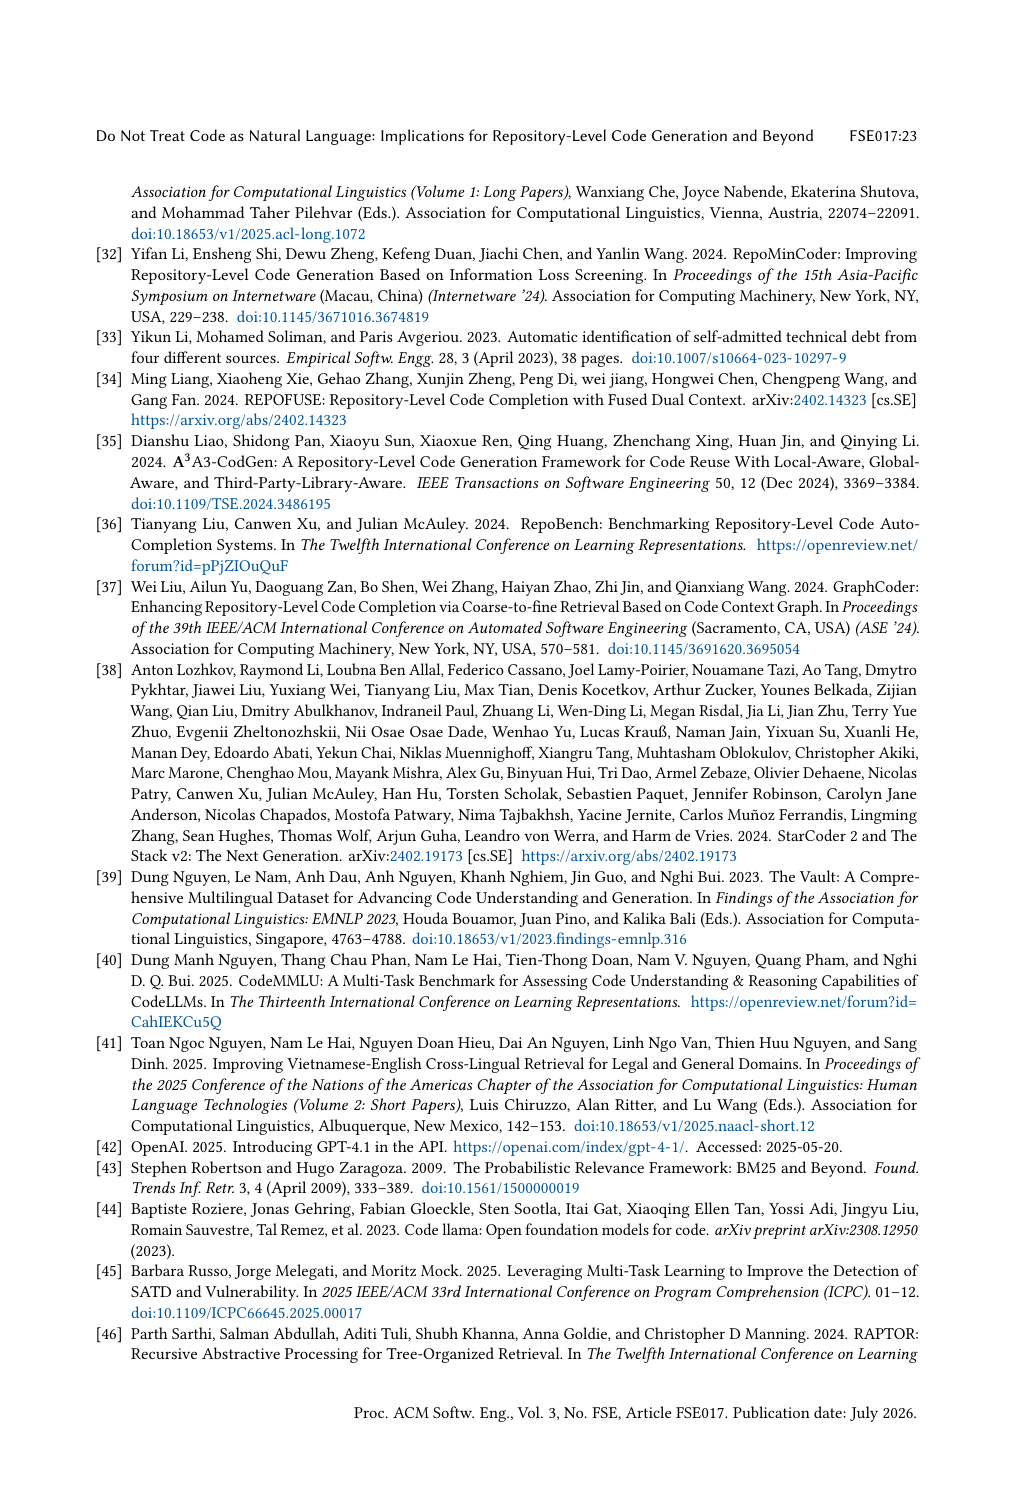 Do Not Treat Code as Natural Language: Implications for Repository-Level Code Generation and Beyond FSE017:23
Association for Computational Linguistics (Volume 1: Long Papers), Wanxiang Che, Joyce Nabende, Ekaterina Shutova,
and Mohammad Taher Pilehvar (Eds.). Association for Computational Linguistics, Vienna, Austria, 22074–22091.
doi:10.18653/v1/2025.acl-long.1072
[32] Yifan Li, Ensheng Shi, Dewu Zheng, Kefeng Duan, Jiachi Chen, and Yanlin Wang. 2024. RepoMinCoder: Improving
Repository-Level Code Generation Based on Information Loss Screening. In Proceedings of the 15th Asia-Pacific
Symposium on Internetware (Macau, China) (Internetware ’24). Association for Computing Machinery, New York, NY,
USA, 229–238. doi:10.1145/3671016.3674819
[33] Yikun Li, Mohamed Soliman, and Paris Avgeriou. 2023. Automatic identification of self-admitted technical debt from
four different sources. Empirical Softw. Engg. 28, 3 (April 2023), 38 pages. doi:10.1007/s10664-023-10297-9
[34] Ming Liang, Xiaoheng Xie, Gehao Zhang, Xunjin Zheng, Peng Di, wei jiang, Hongwei Chen, Chengpeng Wang, and
Gang Fan. 2024. REPOFUSE: Repository-Level Code Completion with Fused Dual Context. arXiv:2402.14323 [cs.SE]
https://arxiv.org/abs/2402.14323
[35] Dianshu Liao, Shidong Pan, Xiaoyu Sun, Xiaoxue Ren, Qing Huang, Zhenchang Xing, Huan Jin, and Qinying Li.
2024. A³A3-CodGen: A Repository-Level Code Generation Framework for Code Reuse With Local-Aware, Global-
Aware, and Third-Party-Library-Aware. IEEE Transactions on Software Engineering 50, 12 (Dec 2024), 3369–3384.
doi:10.1109/TSE.2024.3486195
[36] Tianyang Liu, Canwen Xu, and Julian McAuley. 2024. RepoBench: Benchmarking Repository-Level Code Auto-
Completion Systems. In The Twelfth International Conference on Learning Representations. https://openreview.net/
forum?id=pPjZIOuQuF
[37] Wei Liu, Ailun Yu, Daoguang Zan, Bo Shen, Wei Zhang, Haiyan Zhao, Zhi Jin, and Qianxiang Wang. 2024. GraphCoder:
Enhancing Repository-Level Code Completion via Coarse-to-fine Retrieval Based on Code Context Graph. In Proceedings
of the 39th IEEE/ACM International Conference on Automated Software Engineering (Sacramento, CA, USA) (ASE ’24).
Association for Computing Machinery, New York, NY, USA, 570–581. doi:10.1145/3691620.3695054
[38] Anton Lozhkov, Raymond Li, Loubna Ben Allal, Federico Cassano, Joel Lamy-Poirier, Nouamane Tazi, Ao Tang, Dmytro
Pykhtar, Jiawei Liu, Yuxiang Wei, Tianyang Liu, Max Tian, Denis Kocetkov, Arthur Zucker, Younes Belkada, Zijian
Wang, Qian Liu, Dmitry Abulkhanov, Indraneil Paul, Zhuang Li, Wen-Ding Li, Megan Risdal, Jia Li, Jian Zhu, Terry Yue
Zhuo, Evgenii Zheltonozhskii, Nii Osae Osae Dade, Wenhao Yu, Lucas Krauß, Naman Jain, Yixuan Su, Xuanli He,
Manan Dey, Edoardo Abati, Yekun Chai, Niklas Muennighoff, Xiangru Tang, Muhtasham Oblokulov, Christopher Akiki,
Marc Marone, Chenghao Mou, Mayank Mishra, Alex Gu, Binyuan Hui, Tri Dao, Armel Zebaze, Olivier Dehaene, Nicolas
Patry, Canwen Xu, Julian McAuley, Han Hu, Torsten Scholak, Sebastien Paquet, Jennifer Robinson, Carolyn Jane
Anderson, Nicolas Chapados, Mostofa Patwary, Nima Tajbakhsh, Yacine Jernite, Carlos Muñoz Ferrandis, Lingming
Zhang, Sean Hughes, Thomas Wolf, Arjun Guha, Leandro von Werra, and Harm de Vries. 2024. StarCoder 2 and The
Stack v2: The Next Generation. arXiv:2402.19173 [cs.SE] https://arxiv.org/abs/2402.19173
[39] Dung Nguyen, Le Nam, Anh Dau, Anh Nguyen, Khanh Nghiem, Jin Guo, and Nghi Bui. 2023. The Vault: A Compre-
hensive Multilingual Dataset for Advancing Code Understanding and Generation. In Findings of the Association for
Computational Linguistics: EMNLP 2023, Houda Bouamor, Juan Pino, and Kalika Bali (Eds.). Association for Computa-
tional Linguistics, Singapore, 4763–4788. doi:10.18653/v1/2023.findings-emnlp.316
[40] Dung Manh Nguyen, Thang Chau Phan, Nam Le Hai, Tien-Thong Doan, Nam V. Nguyen, Quang Pham, and Nghi
D. Q. Bui. 2025. CodeMMLU: A Multi-Task Benchmark for Assessing Code Understanding & Reasoning Capabilities of
CodeLLMs. In The Thirteenth International Conference on Learning Representations. https://openreview.net/forum?id=
CahIEKCu5Q
[41] Toan Ngoc Nguyen, Nam Le Hai, Nguyen Doan Hieu, Dai An Nguyen, Linh Ngo Van, Thien Huu Nguyen, and Sang
Dinh. 2025. Improving Vietnamese-English Cross-Lingual Retrieval for Legal and General Domains. In Proceedings of
the 2025 Conference of the Nations of the Americas Chapter of the Association for Computational Linguistics: Human
Language Technologies (Volume 2: Short Papers), Luis Chiruzzo, Alan Ritter, and Lu Wang (Eds.). Association for
Computational Linguistics, Albuquerque, New Mexico, 142–153. doi:10.18653/v1/2025.naacl-short.12
[42] OpenAI. 2025. Introducing GPT-4.1 in the API. https://openai.com/index/gpt-4-1/. Accessed: 2025-05-20.
[43] Stephen Robertson and Hugo Zaragoza. 2009. The Probabilistic Relevance Framework: BM25 and Beyond. Found.
Trends Inf. Retr. 3, 4 (April 2009), 333–389. doi:10.1561/1500000019
[44] Baptiste Roziere, Jonas Gehring, Fabian Gloeckle, Sten Sootla, Itai Gat, Xiaoqing Ellen Tan, Yossi Adi, Jingyu Liu,
Romain Sauvestre, Tal Remez, et al. 2023. Code llama: Open foundation models for code. arXiv preprint arXiv:2308.12950
(2023).
[45] Barbara Russo, Jorge Melegati, and Moritz Mock. 2025. Leveraging Multi-Task Learning to Improve the Detection of
SATD and Vulnerability. In 2025 IEEE/ACM 33rd International Conference on Program Comprehension (ICPC). 01–12.
doi:10.1109/ICPC66645.2025.00017
[46] Parth Sarthi, Salman Abdullah, Aditi Tuli, Shubh Khanna, Anna Goldie, and Christopher D Manning. 2024. RAPTOR:
Recursive Abstractive Processing for Tree-Organized Retrieval. In The Twelfth International Conference on Learning
Proc. ACM Softw. Eng., Vol. 3, No. FSE, Article FSE017. Publication date: July 2026.